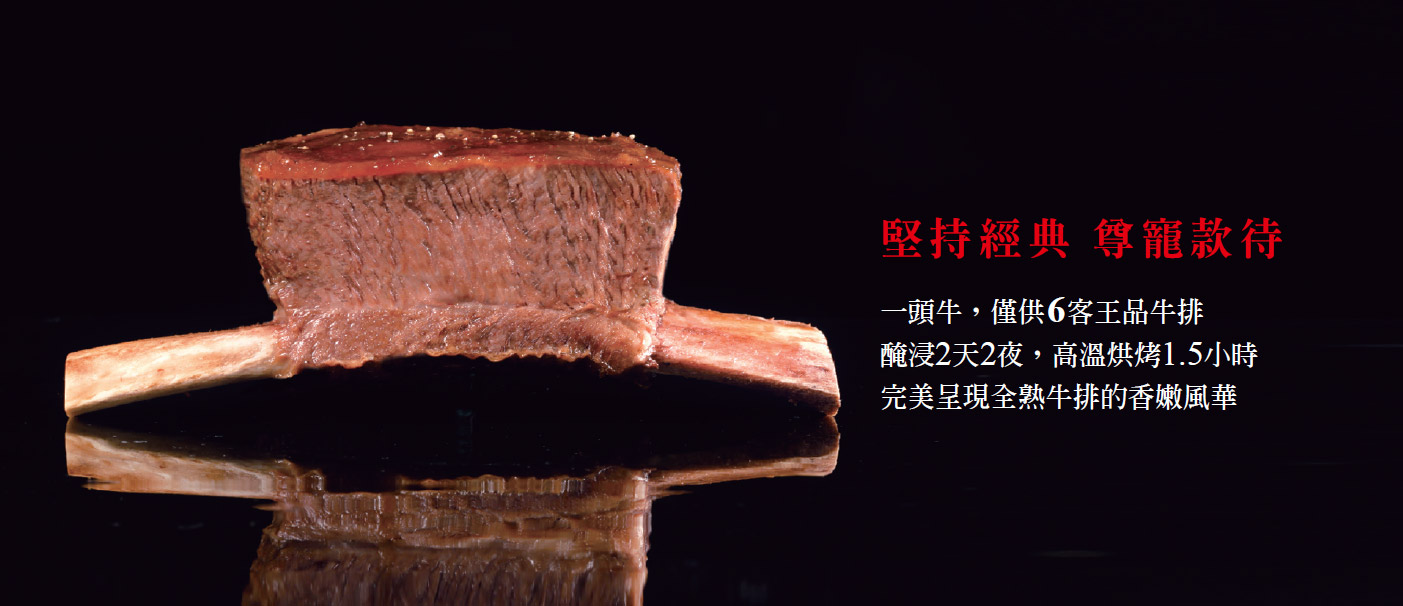 堅持經典 尊寵款待
一頭牛，僅供6客王品牛排
醃浸2天2夜，高溫烘烤1.5小時
完美呈現全熟牛排的香嫩風華